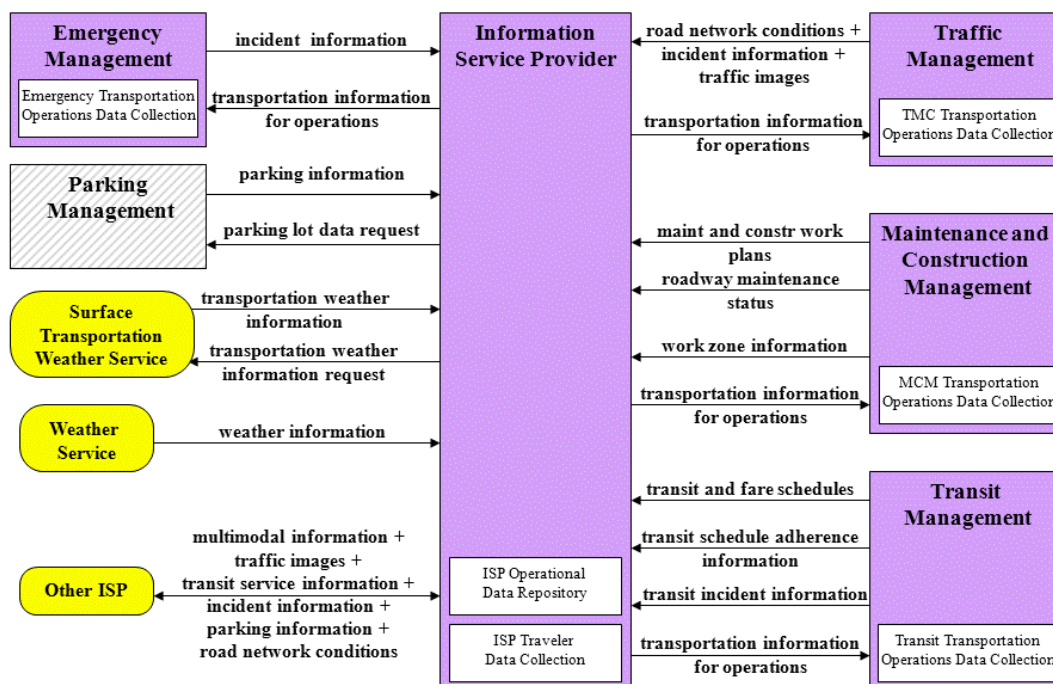 Emergency
Management
Emergency Transportation
Operations Data Collection
incident information
transportation information
for operations
Parking
Management
parking information
parking lot data request
Surface
Transportation
Weather Service
transportation weather
information
transportation weather
information request
Weather
Service
weather information
Other ISP
multimodal information +
traffic images +
transit service information +
incident information +
parking information +
road network conditions
Information
Service Provider
ISP Operational
Data Repository
ISP Traveler
Data Collection
road network conditions +
incident information +
traffic images
transportation information
for operations
Traffic
Management
TMC Transportation
Operations Data Collection
maint and constr work
plans
roadway maintenance
status
work zone information
transportation information
for operations
Maintenance and
Construction
Management
MCM Transportation
Operations Data Collection
transit and fare schedules
transit schedule adherence
information
transit incident information
transportation information
for operations
Transit
Management
Transit Transportation
Operations Data Collection